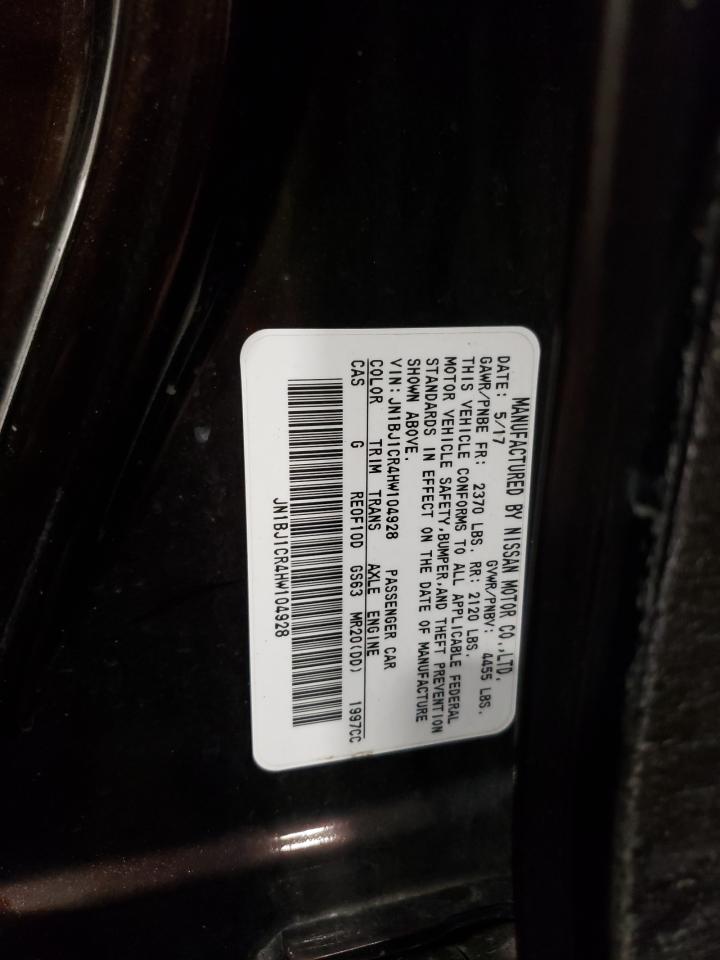 MANUFACTURED BY NISSAN MOTOR CO.,LTD.
DATE: 5/17 GVWR/PNBV: 4455 LBS.
GAWR/PNBE FR: 2370 LBS. RR: 2120 LBS.
THIS VEHICLE CONFORMS TO ALL APPLICABLE FEDERAL
MOTOR VEHICLE SAFETY,BUMPER,AND THEFT PREVENTION
STANDARDS IN EFFECT ON THE DATE OF MANUFACTURE
SHOWN ABOVE.
VIN: JN1BJ1CR4HW104928 PASSENGER CAR
COLOR TRIM TRANS AXLE ENGINE
CAS G RE0F10D GS63 MR20(DD) 1997CC
JN1BJ1CR4HW104928